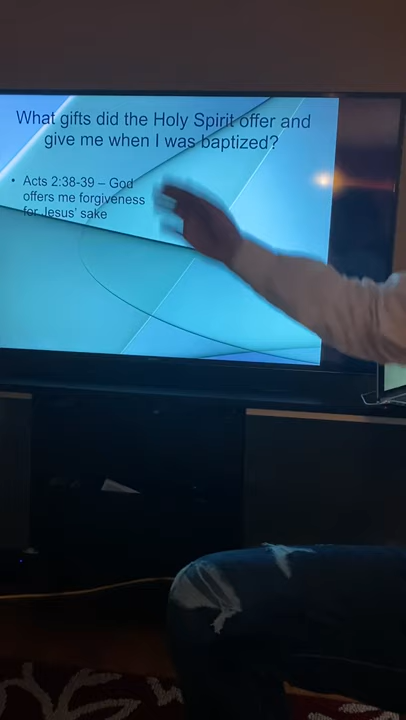 What gifts did the Holy Spirit offer and
give me when I was baptized?
• Acts 2:38-39 – God
offers me forgiveness
for Jesus' sake